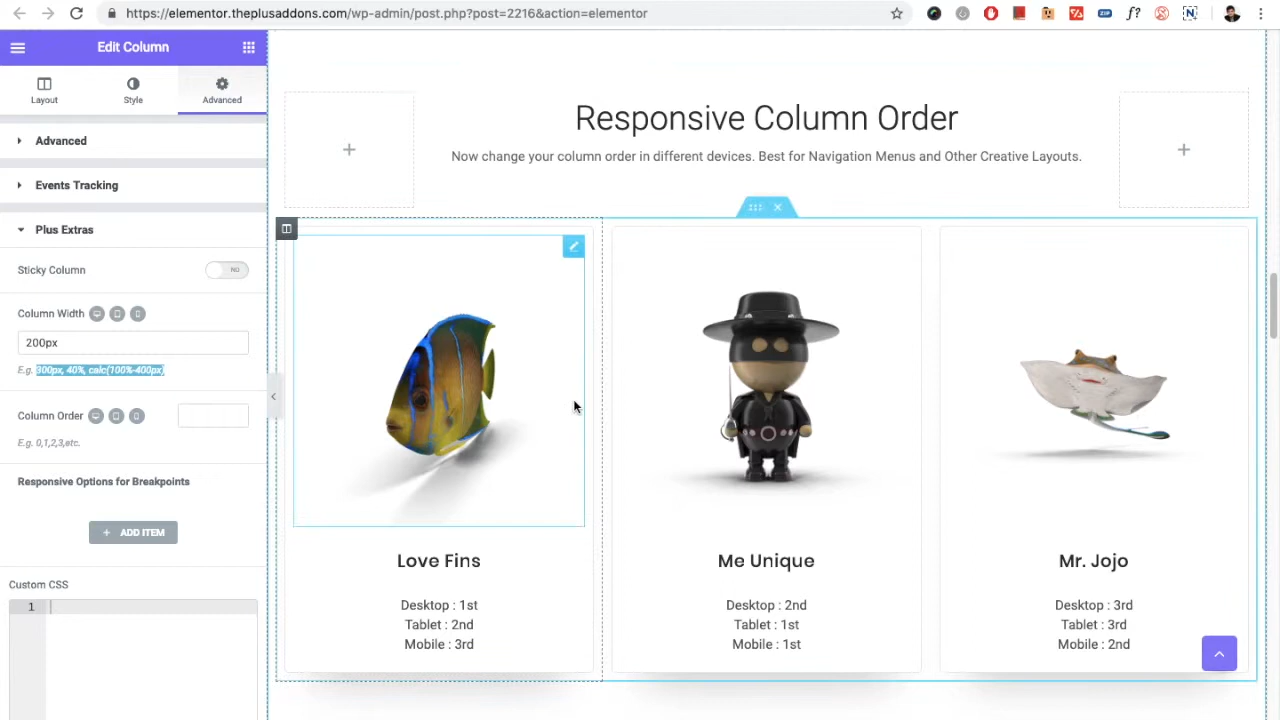 https://elementor.theplusaddons.com/wp-admin/post.php?post=2216&action=elementor
ZIP
f?
N
Edit Column
Layout
Style
Advanced
Advanced
Events Tracking
Plus Extras
Sticky Column
NO
Column Width
200px
E.g. 300px, 40%, calc(100%-400px)
Column Order
E.g. 0,1,2,3,etc.
Responsive Options for Breakpoints
+ ADD ITEM
Custom CSS
1
Responsive Column Order
Now change your column order in different devices. Best for Navigation Menus and Other Creative Layouts.
Love Fins
Desktop : 1st
Tablet : 2nd
Mobile : 3rd
Me Unique
Desktop : 2nd
Tablet : 1st
Mobile : 1st
Mr. Jojo
Desktop : 3rd
Tablet : 3rd
Mobile : 2nd